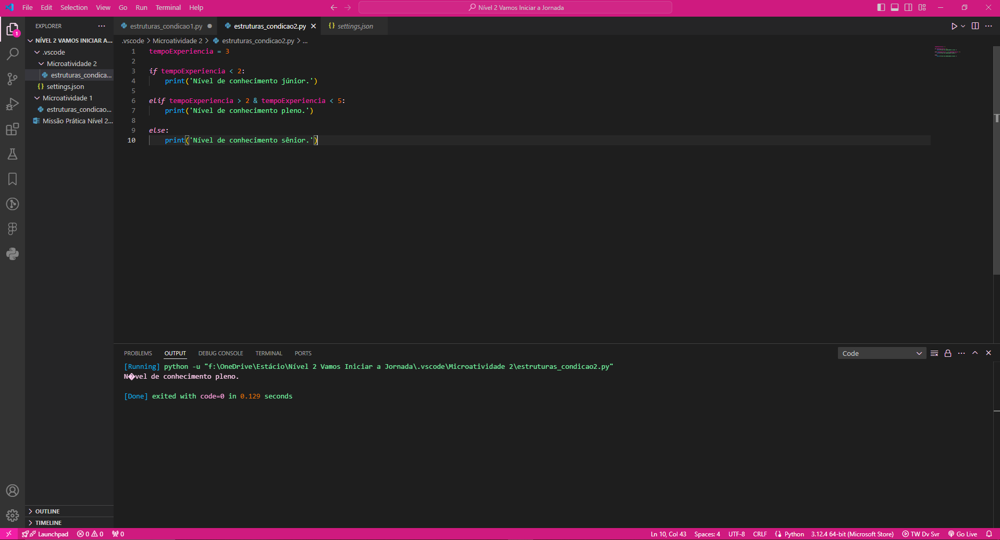 File Edit Selection View Go Run Terminal Help
Nível 2 Vamos Iniciar a Jornada
EXPLORER
1
NÍVEL 2 VAMOS INICIAR A...
.vscode
Microatividade 2
estruturas_condica...
settings.json
Microatividade 1
estruturas_condicao...
Missão Prática Nível 2...
OUTLINE
TIMELINE
estruturas_condicao1.py estruturas_condicao2.py settings.json
.vscode > Microatividade 2 > estruturas_condicao2.py > ...
1 tempoExperiencia = 3
2
3 if tempoExperiencia < 2:
4 print('Nível de conhecimento júnior.')
5
6 elif tempoExperiencia > 2 & tempoExperiencia < 5:
7 print('Nível de conhecimento pleno.')
8
9 else:
10 print('Nível de conhecimento sênior.')
PROBLEMS OUTPUT DEBUG CONSOLE TERMINAL PORTS
Code
[Running] python -u "f:\OneDrive\Estácio\Nível 2 Vamos Iniciar a Jornada\.vscode\Microatividade 2\estruturas_condicao2.py"
N�vel de conhecimento pleno.
[Done] exited with code=0 in 0.129 seconds
Launchpad 0 0 0
Ln 10, Col 43 Spaces: 4 UTF-8 CRLF Python 3.12.4 64-bit (Microsoft Store) TW Dv Svr Go Live